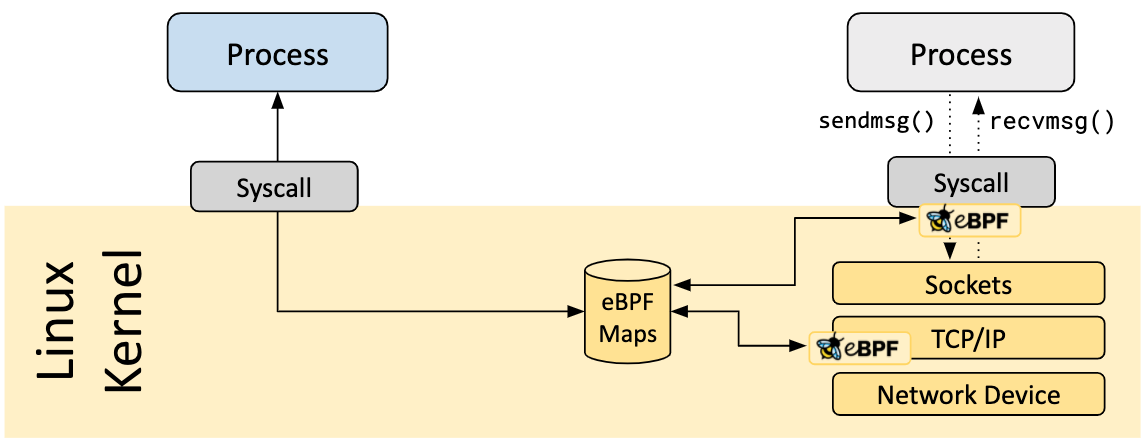 Process
Process
sendmsg()
recvmsg()
Syscall
Syscall
eBPF
Linux
Kernel
eBPF
Maps
Sockets
eBPF
TCP/IP
Network Device